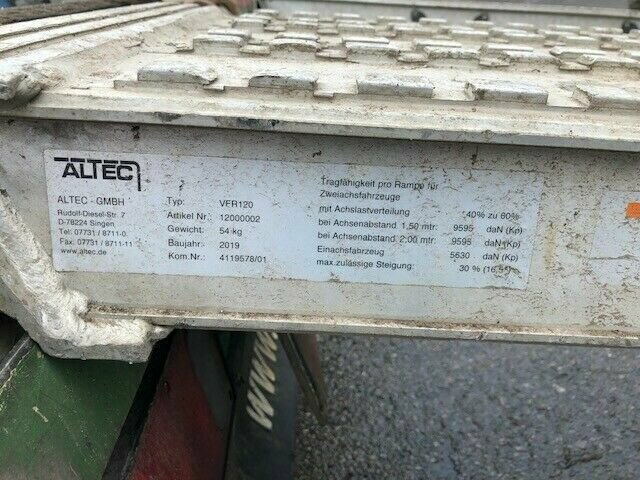 ALTEC
ALTEC - GMBH
Rudolf-Diesel-Str. 7
D-78224 Singen
Tel: 07731 / 8711-0
Fax: 07731 / 8711-11
www.altec.de
Typ: VFR120
Artikel Nr: 12000002
Gewicht: 54 kg
Baujahr: 2019
Kom.Nr.: 4119578/01
Tragfähigkeit pro Rampe für
Zweiachsfahrzeuge
mit Achslastverteilung 40% zu 60%
bei Achsenabstand 1,50 mtr: 9595 daN (Kp)
bei Achsenabstand 2,00 mtr: 9595 daN (Kp)
Einachsfahrzeug 5630 daN (Kp)
max.zulässige Steigung: 30 % (16,5°)
www